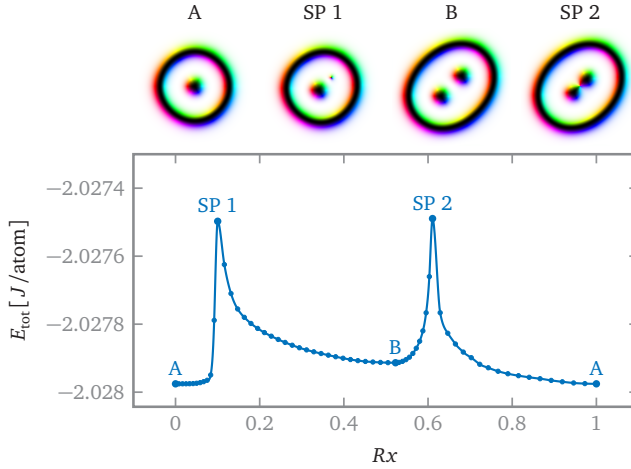 A SP 1 B SP 2
−2.0274
−2.0276
−2.0278
−2.028
E_tot [J/atom]
SP 1
SP 2
A
B
A
0 0.2 0.4 0.6 0.8 1
Rx